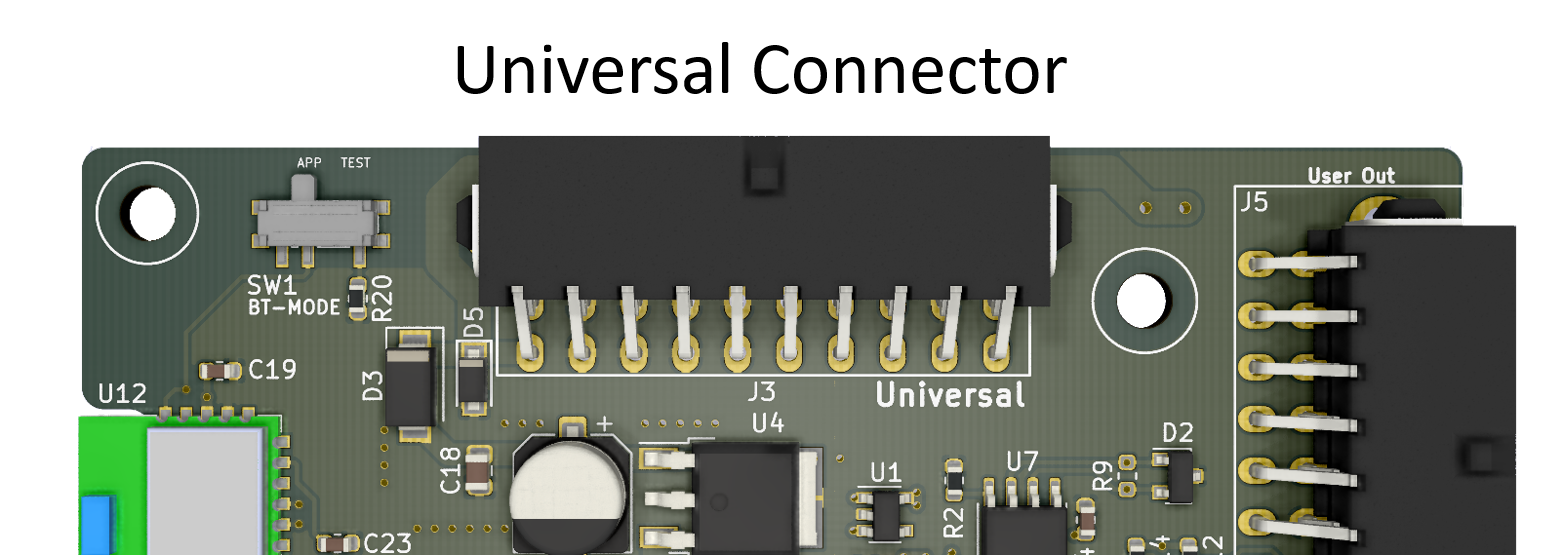 Universal Connector
APP TEST
User Out
J5
SW1
BT-MODE
R20
D5
D3
C19
U12
J3
Universal
U4
+
C18
U1
U7
R2
R9
D2
C23